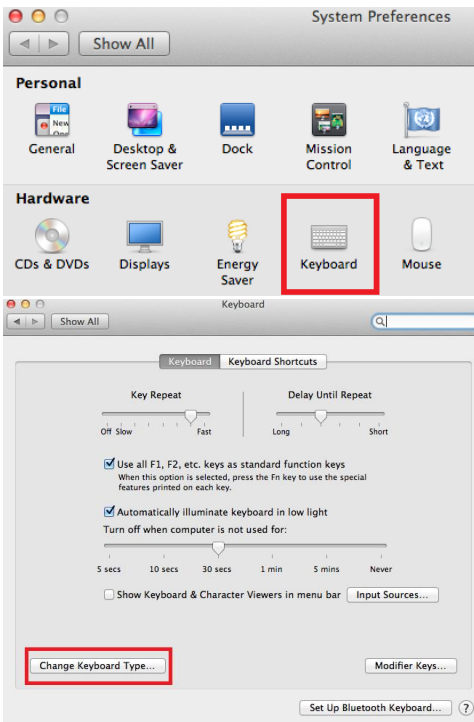 System Preferences
Show All
Personal
File
New
One
General
Desktop &
Screen Saver
Dock
Mission
Control
Language
& Text
Hardware
CDs & DVDs
Displays
Energy
Saver
Keyboard
Mouse
Keyboard
Show All
Keyboard
Keyboard Shortcuts
Key Repeat
Delay Until Repeat
Off Slow
Fast
Long
Short
Use all F1, F2, etc. keys as standard function keys
When this option is selected, press the Fn key to use the special
features printed on each key.
Automatically illuminate keyboard in low light
Turn off when computer is not used for:
5 secs 10 secs 30 secs 1 min 5 mins Never
Show Keyboard & Character Viewers in menu bar
Input Sources...
Change Keyboard Type...
Modifier Keys...
Set Up Bluetooth Keyboard...
?